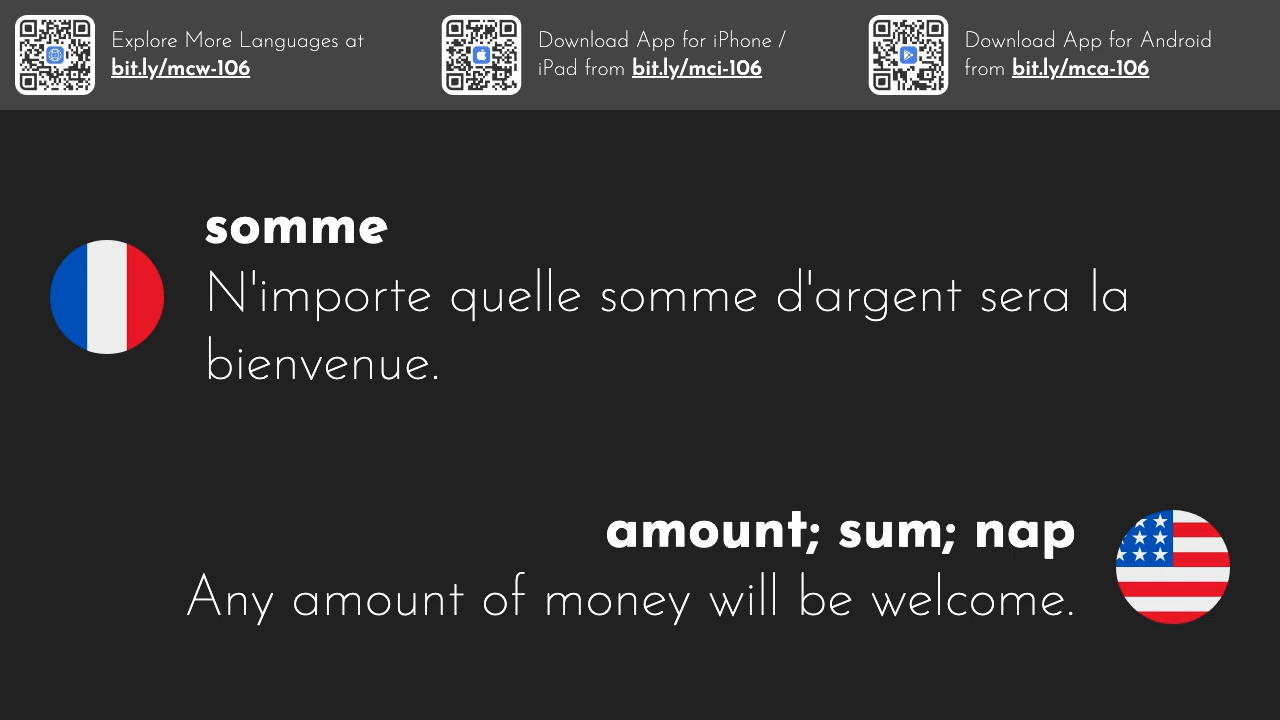 Explore More Languages at
bit.ly/mcw-106
Download App for iPhone /
iPad from bit.ly/mci-106
Download App for Android
from bit.ly/mca-106
somme
N'importe quelle somme d'argent sera la
bienvenue.
amount; sum; nap
Any amount of money will be welcome.